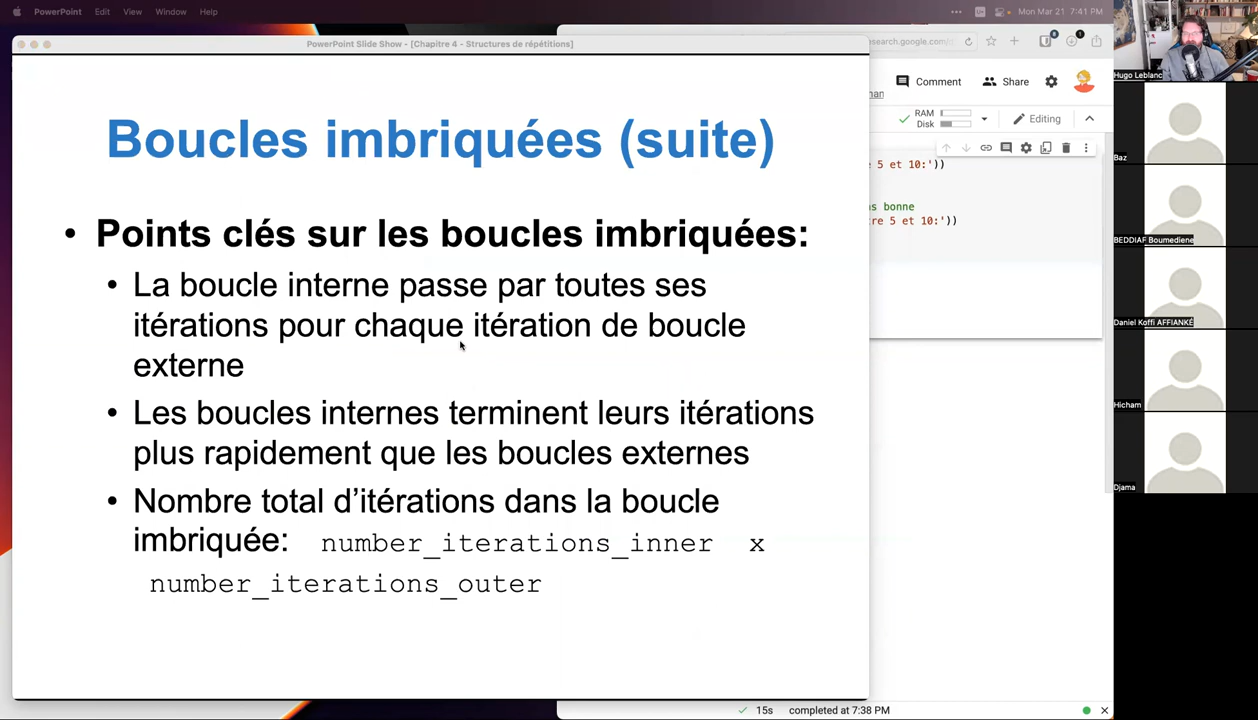 PowerPoint Edit View Window Help
Mon Mar 21 7:41 PM
PowerPoint Slide Show - [Chapitre 4 - Structures de répétitions]
Boucles imbriquées (suite)
• Points clés sur les boucles imbriquées:
• La boucle interne passe par toutes ses
itérations pour chaque itération de boucle
externe
• Les boucles internes terminent leurs itérations
plus rapidement que les boucles externes
• Nombre total d’itérations dans la boucle
imbriquée: number_iterations_inner x
number_iterations_outer
search.google.com/
Comment Share
RAM
Disk
Editing
5 et 10:'))
bonne
5 et 10:'))
15s completed at 7:38 PM
Hugo Leblanc
Baz
BEDDIAF Boumediene
Daniel Koffi AFFIANKÉ
Hicham
Djama